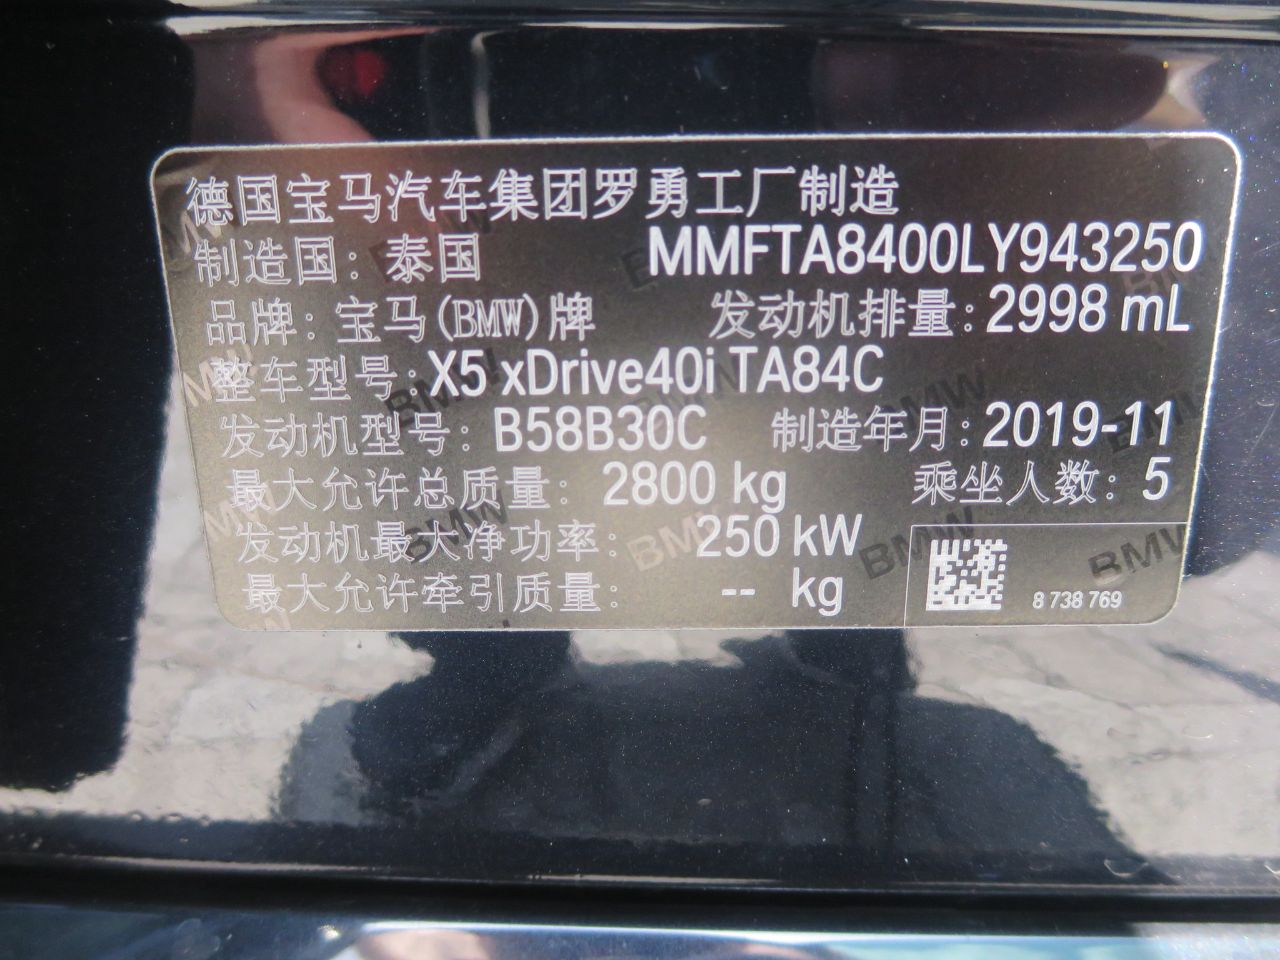 德国宝马汽车集团罗勇工厂制造
制造国: 泰国 MMFTA8400LY943250
品牌: 宝马(BMW)牌 发动机排量: 2998 mL
整车型号: X5 xDrive40i TA84C
发动机型号: B58B30C 制造年月: 2019-11
最大允许总质量: 2800 kg 乘坐人数: 5
发动机最大净功率: 250 kW
最大允许牵引质量: -- kg
8 738 769